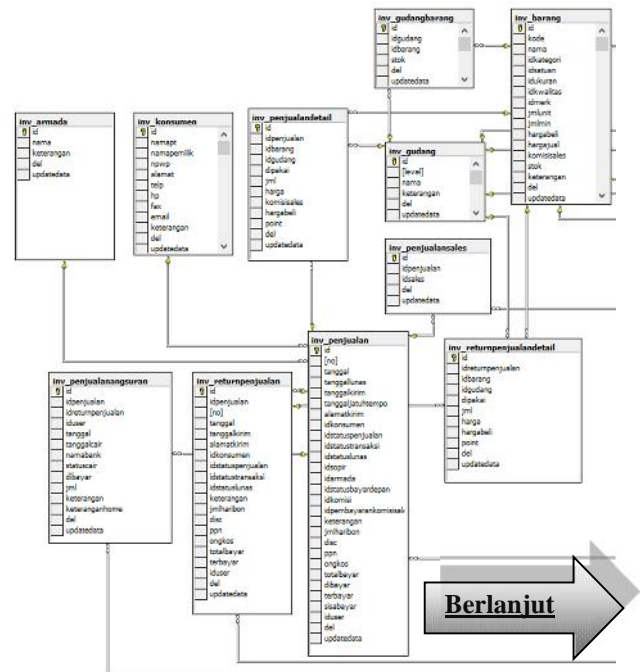 inv_gudangbarang
id
idgudang
idbarang
stok
del
updatedata
inv_barang
id
kode
nama
idkategori
idsatuan
idukuran
idkwalitas
idmerk
jmlunit
jmlmin
hargabeli
hargajual
komisisales
stok
keterangan
del
updatedata
inv_armada
id
nama
keterangan
del
updatedata
inv_konsumen
id
namapt
namapemilik
npwp
alamat
telp
hp
fax
email
keterangan
del
updatedata
inv_penjualandetail
id
idpenjualan
idbarang
idgudang
dipakai
jml
harga
komisisales
hargabeli
point
del
updatedata
inv_gudang
id
[level]
nama
keterangan
del
updatedata
inv_penjualansales
id
idpenjualan
idsales
del
updatedata
inv_penjualan
id
[no]
tanggal
tanggallunas
tanggalkirim
tanggaljatuhtempo
alamatkirim
idkonsumen
idstatuspenjualan
idstatustransaksi
idstatuslunas
idsopir
idarmada
idstatusbayardepan
idkomisi
idpembayarankomisisal
keterangan
jmlharibon
disc
ppn
ongkos
totalbayar
dibayar
terbayar
sisabayar
iduser
del
updatedata
inv_returnpenjualandetail
id
idreturnpenjualan
idbarang
idgudang
dipakai
jml
harga
hargabeli
point
del
updatedata
inv_penjualanangsuran
id
idpenjualan
idreturnpenjualan
iduser
tanggal
tanggalcair
namabank
statuscair
dibayar
jml
keterangan
keteranganhome
del
updatedata
inv_returnpenjualan
id
idpenjualan
[no]
tanggal
tanggalkirim
alamatkirim
idkonsumen
idstatuspenjualan
idstatustransaksi
idstatuslunas
keterangan
jmlharibon
disc
ppn
ongkos
totalbayar
terbayar
iduser
del
updatedata
Berlanjut